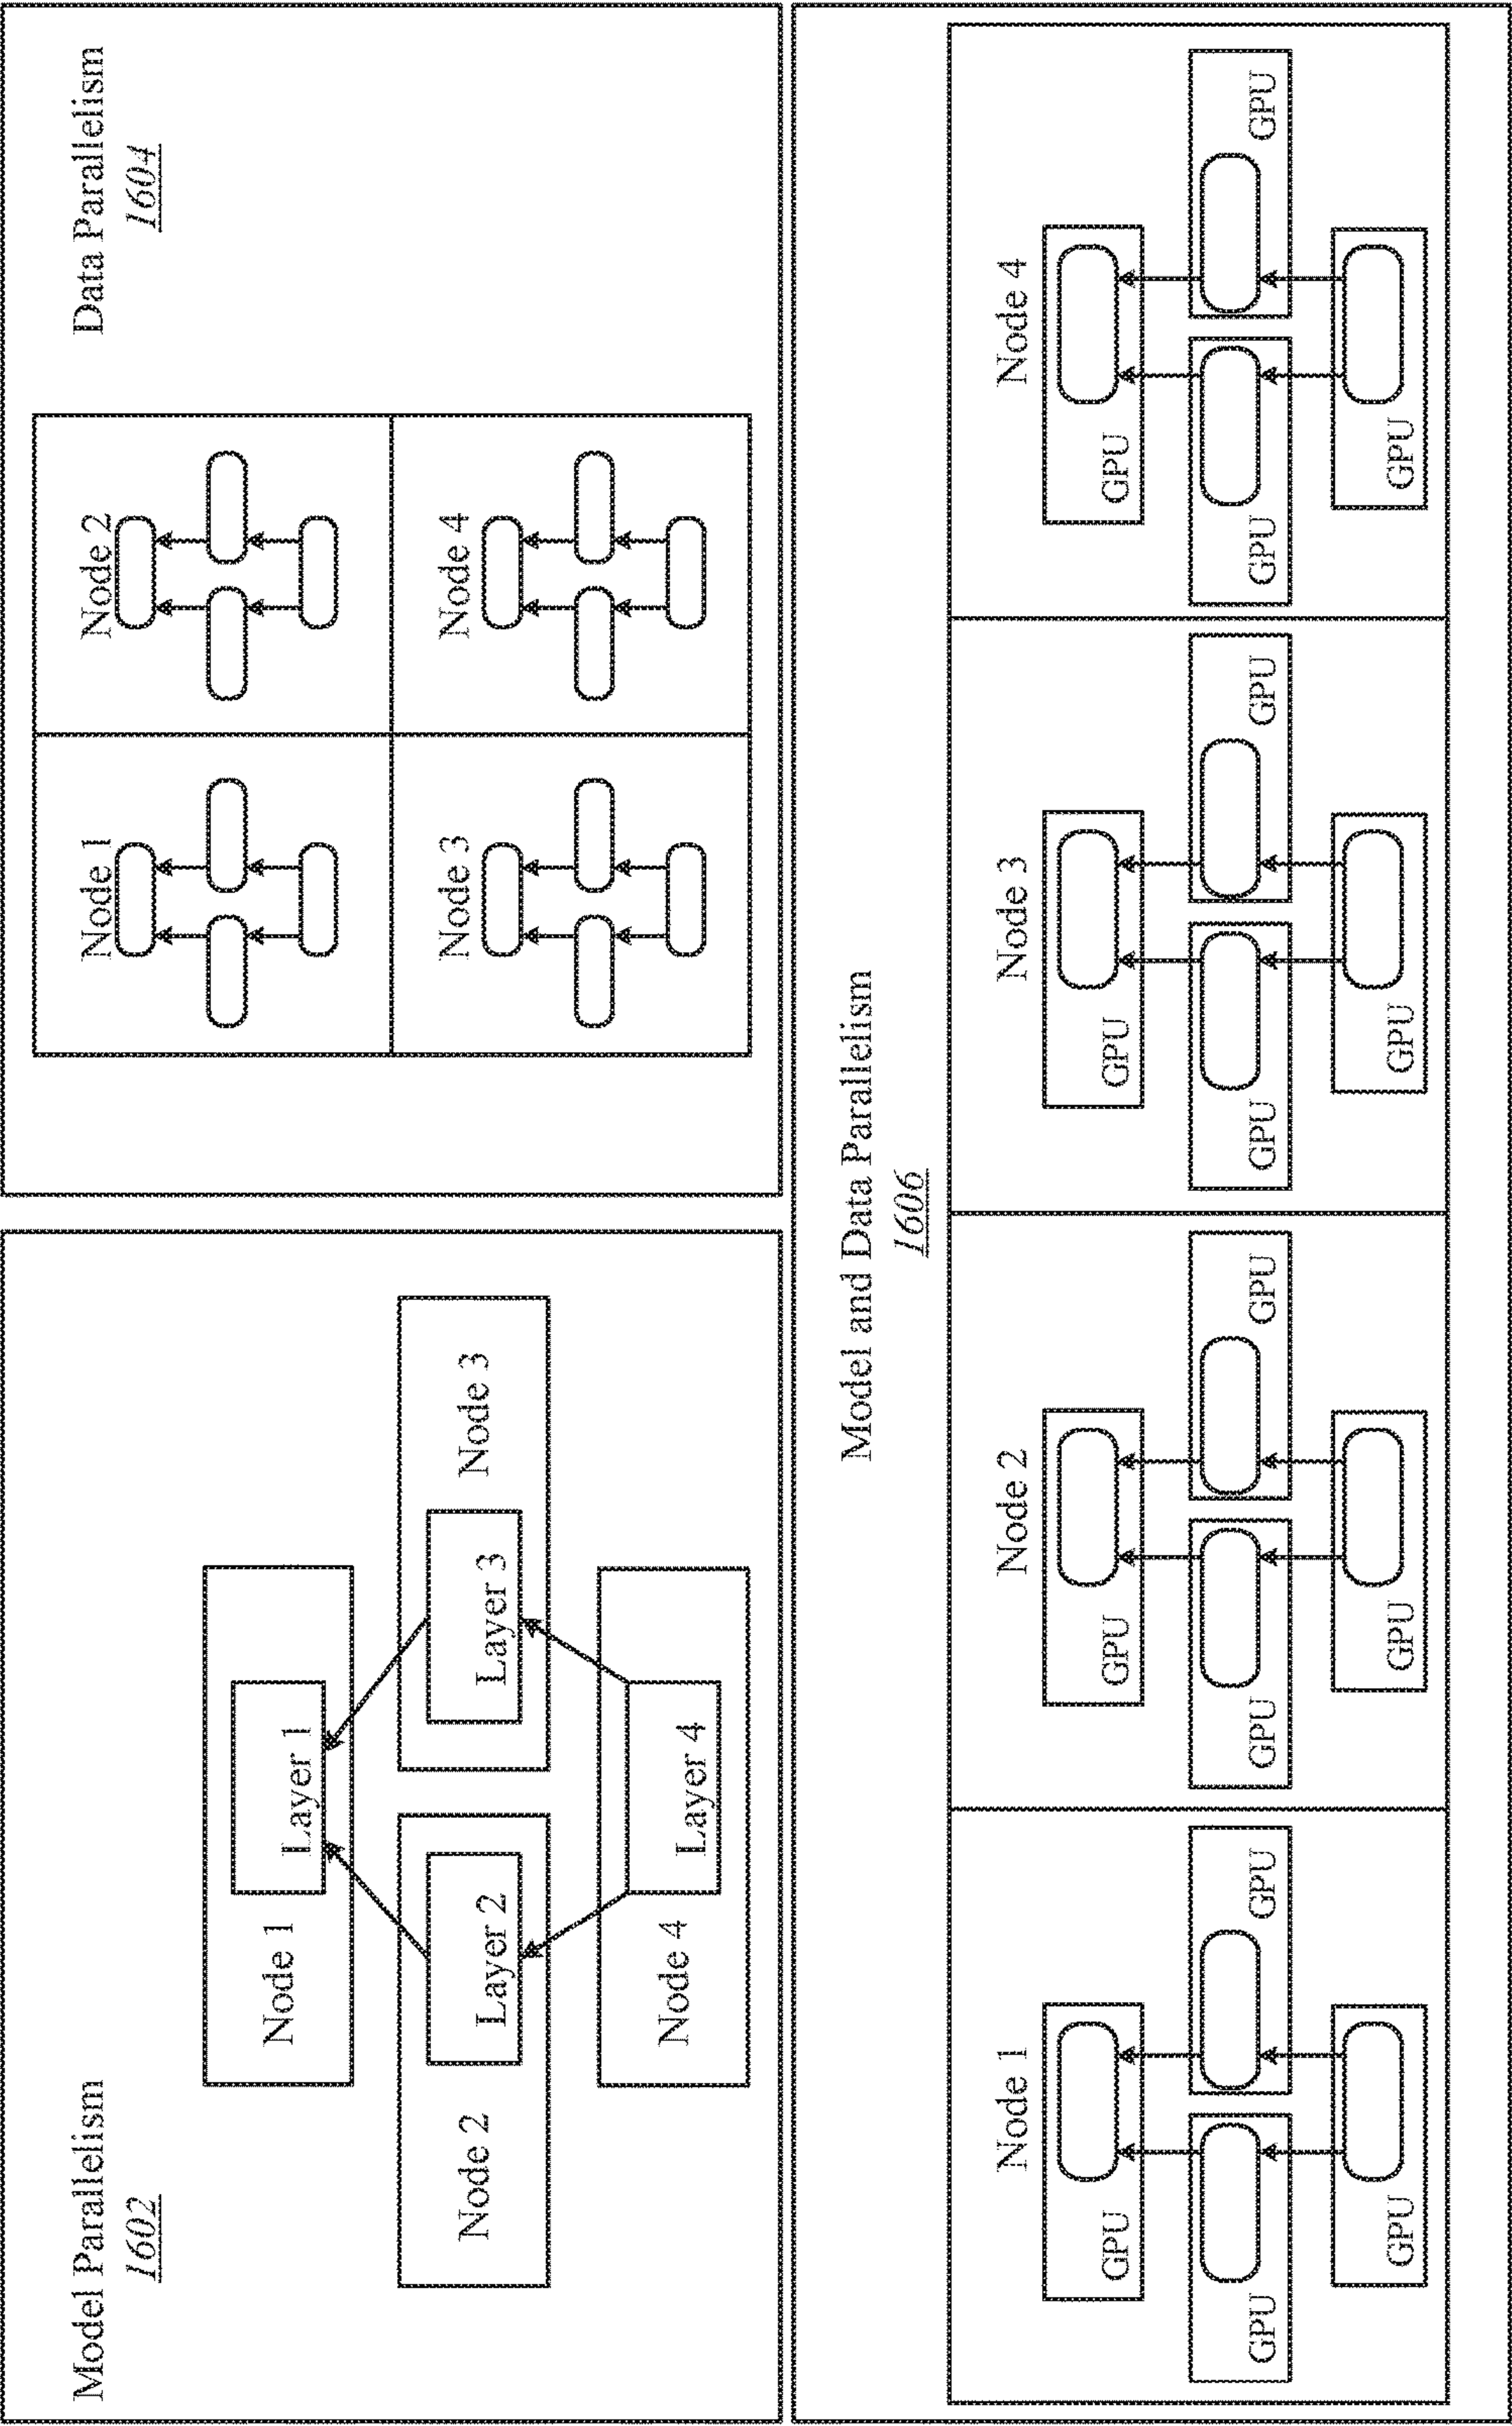 Model Parallelism
1602
Node 1
Layer 1
Node 2
Layer 2
Layer 3
Node 3
Node 4
Layer 4
Data Parallelism
1604
Node 1
Node 2
Node 3
Node 4
Model and Data Parallelism
1606
Node 1
GPU
GPU
GPU
GPU
Node 2
GPU
GPU
GPU
GPU
Node 3
GPU
GPU
GPU
GPU
Node 4
GPU
GPU
GPU
GPU